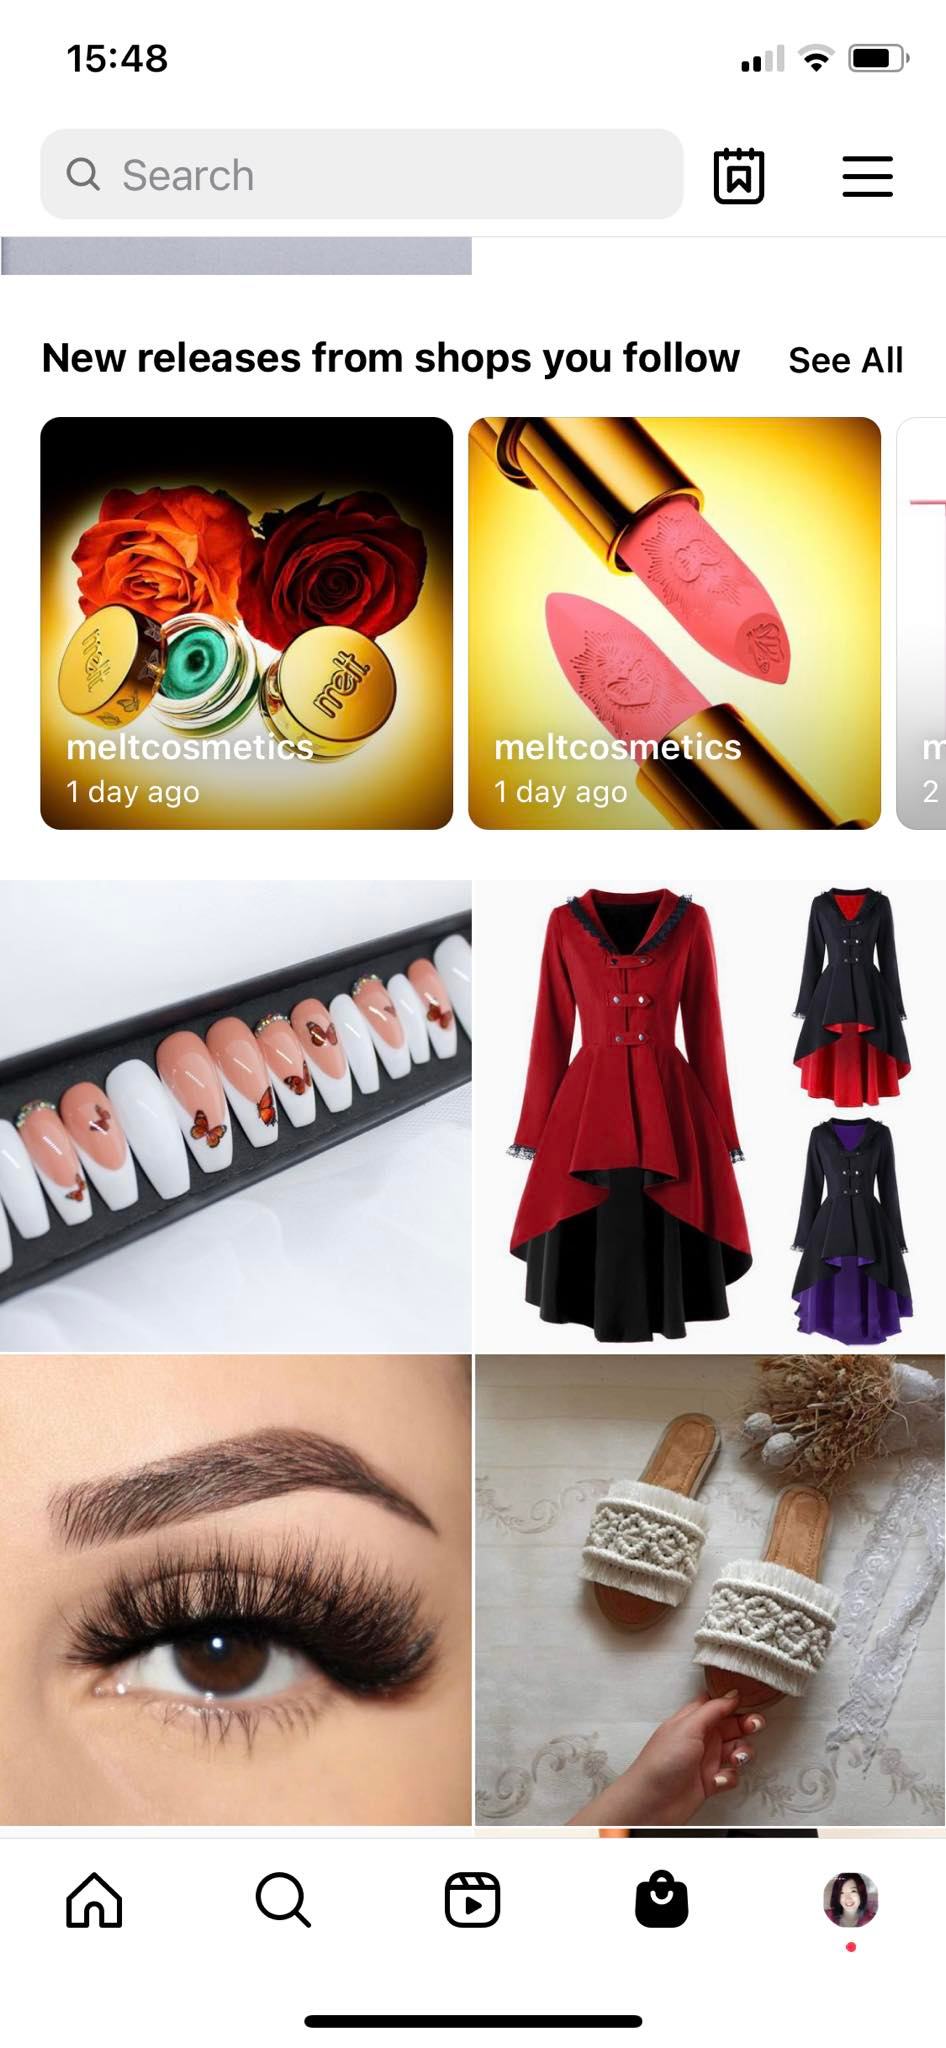 15:48
Search
New releases from shops you follow See All
melt
melt
meltcosmetics
1 day ago
meltcosmetics
1 day ago
m
2